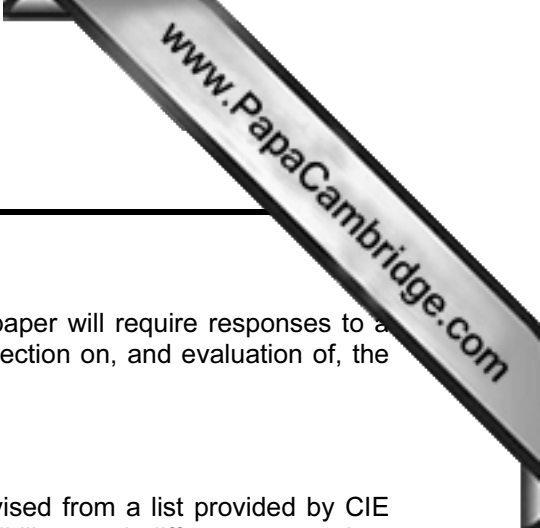 www.PapaCambridge.com
paper will require responses to a
ection on, and evaluation of, the
vised from a list provided by CIE